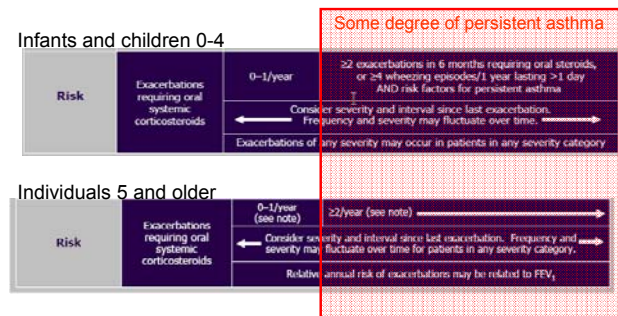 Some degree of persistent asthma
Infants and children 0-4
Risk
Exacerbations
requiring oral
systemic
corticosteroids
0–1/year
≥2 exacerbations in 6 months requiring oral steroids,
or ≥4 wheezing episodes/1 year lasting >1 day
AND risk factors for persistent asthma
Consider severity and interval since last exacerbation.
Frequency and severity may fluctuate over time.
Exacerbations of any severity may occur in patients in any severity category
Individuals 5 and older
Risk
Exacerbations
requiring oral
systemic
corticosteroids
0–1/year
(see note)
≥2/year (see note)
Consider severity and interval since last exacerbation. Frequency and
severity may fluctuate over time for patients in any severity category.
Relative annual risk of exacerbations may be related to FEV₁